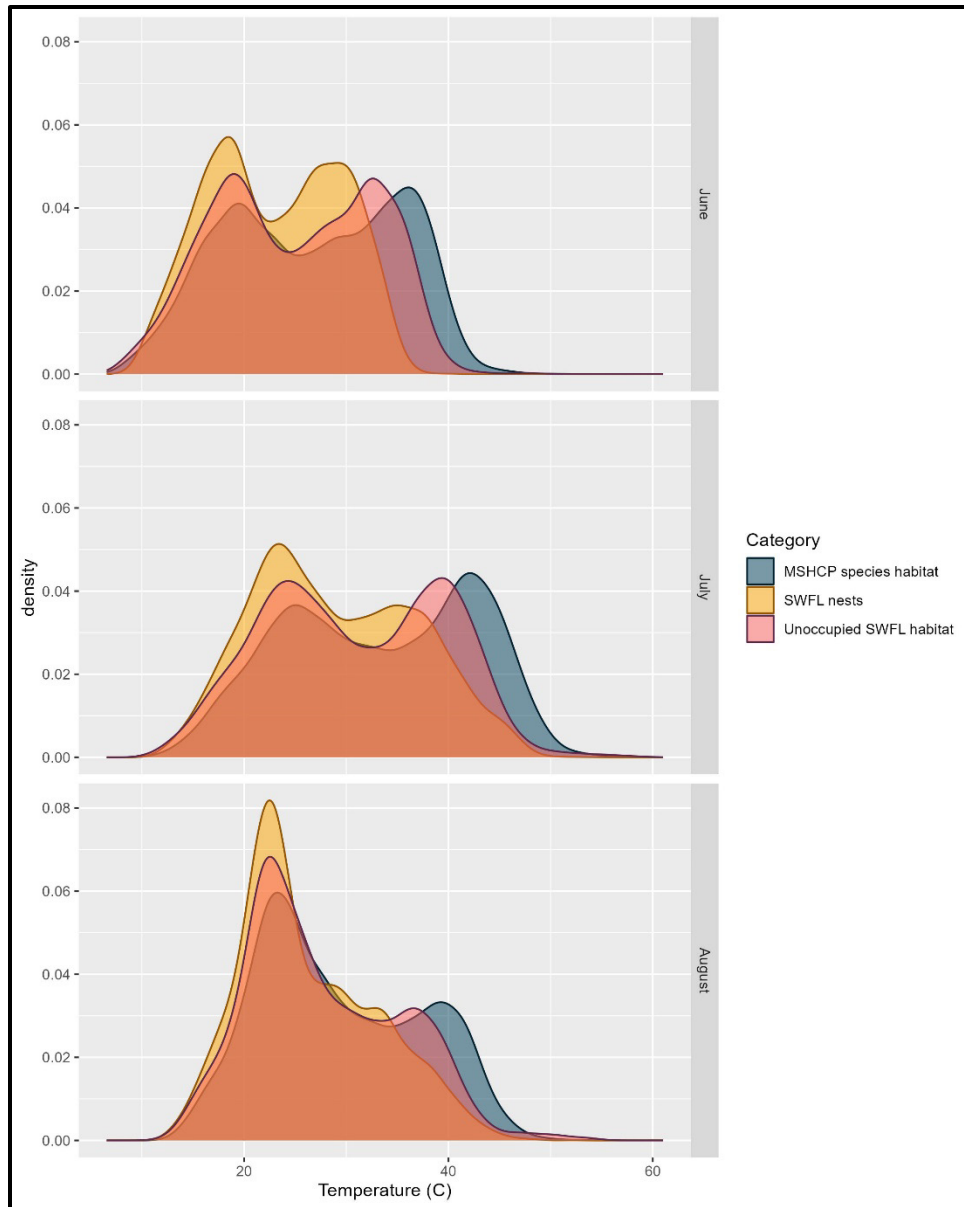 0.08
0.06
0.04
0.02
0.00
June
0.08
0.06
0.04
0.02
0.00
July
density
Category
MSHCP species habitat
SWFL nests
Unoccupied SWFL habitat
0.08
0.06
0.04
0.02
0.00
August
20 40 60
Temperature (C)